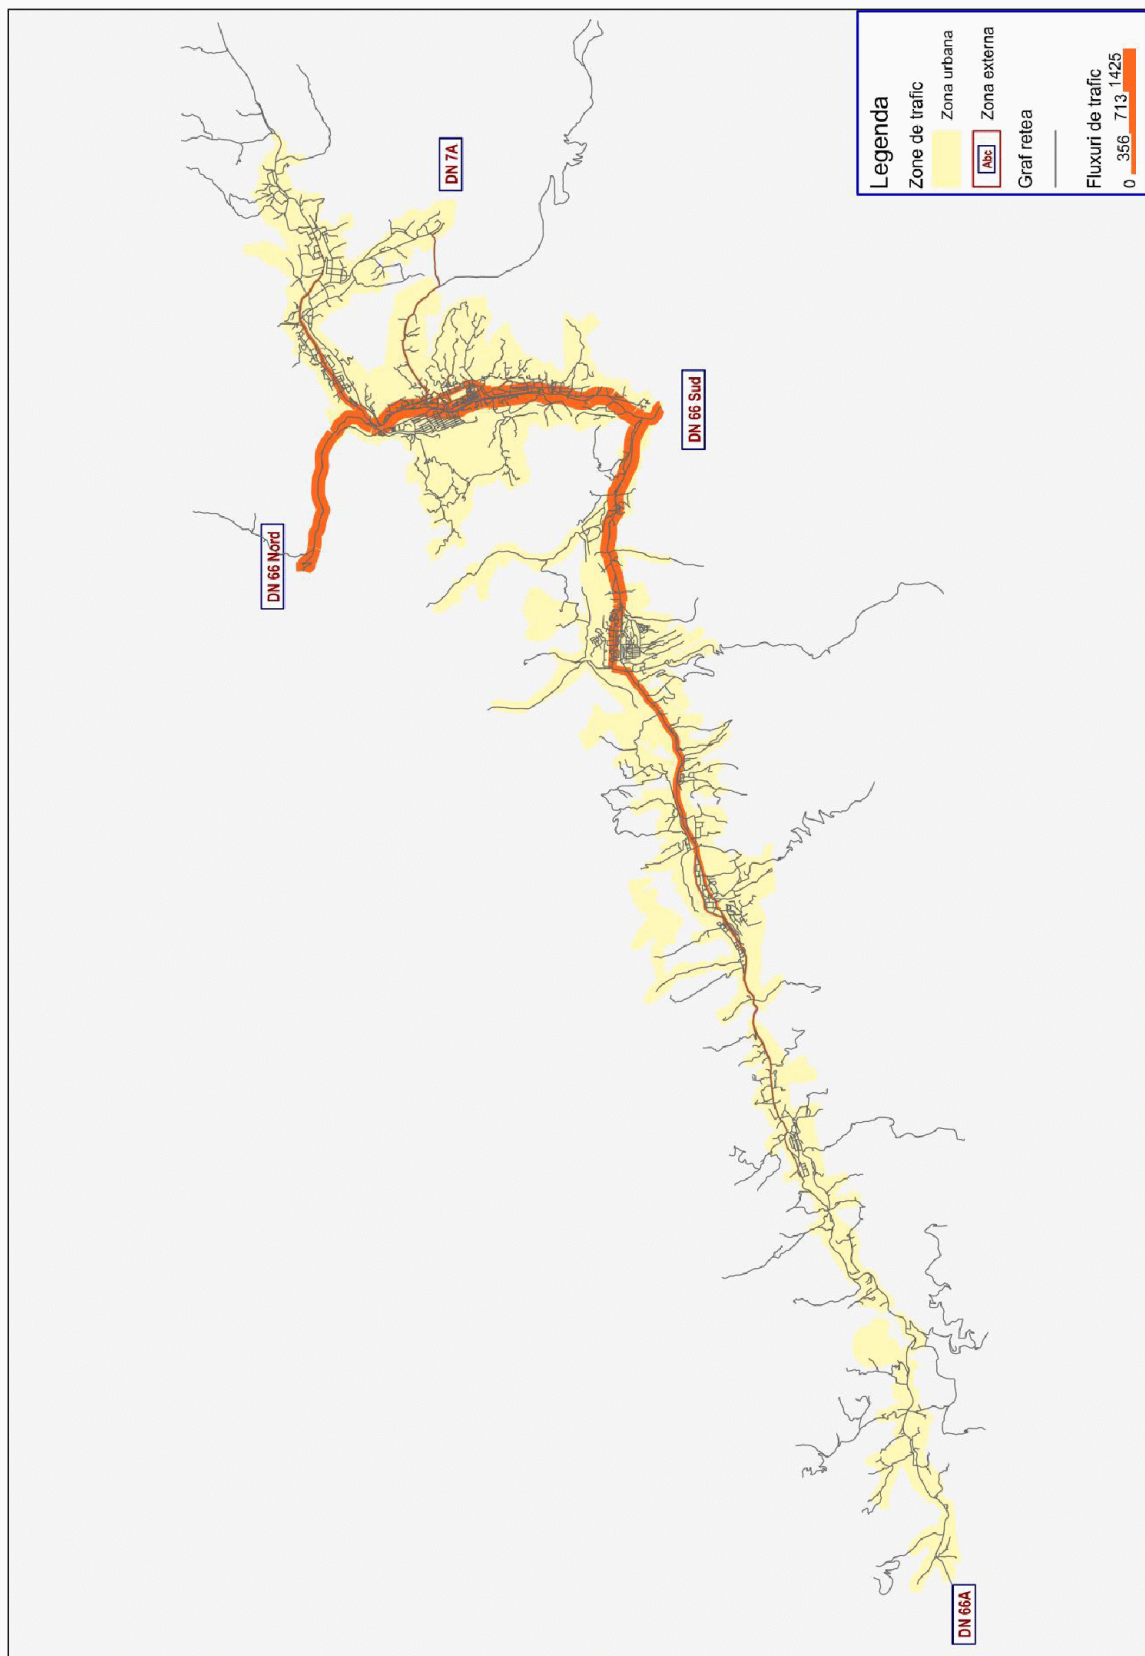 DN 7A
DN 66 Sud
DN 66 Nord
DN 66A
Legenda
Zone de trafic
Zona urbana
Abc
Zona externa
Graf retea
Fluxuri de trafic
0 356 713 1425